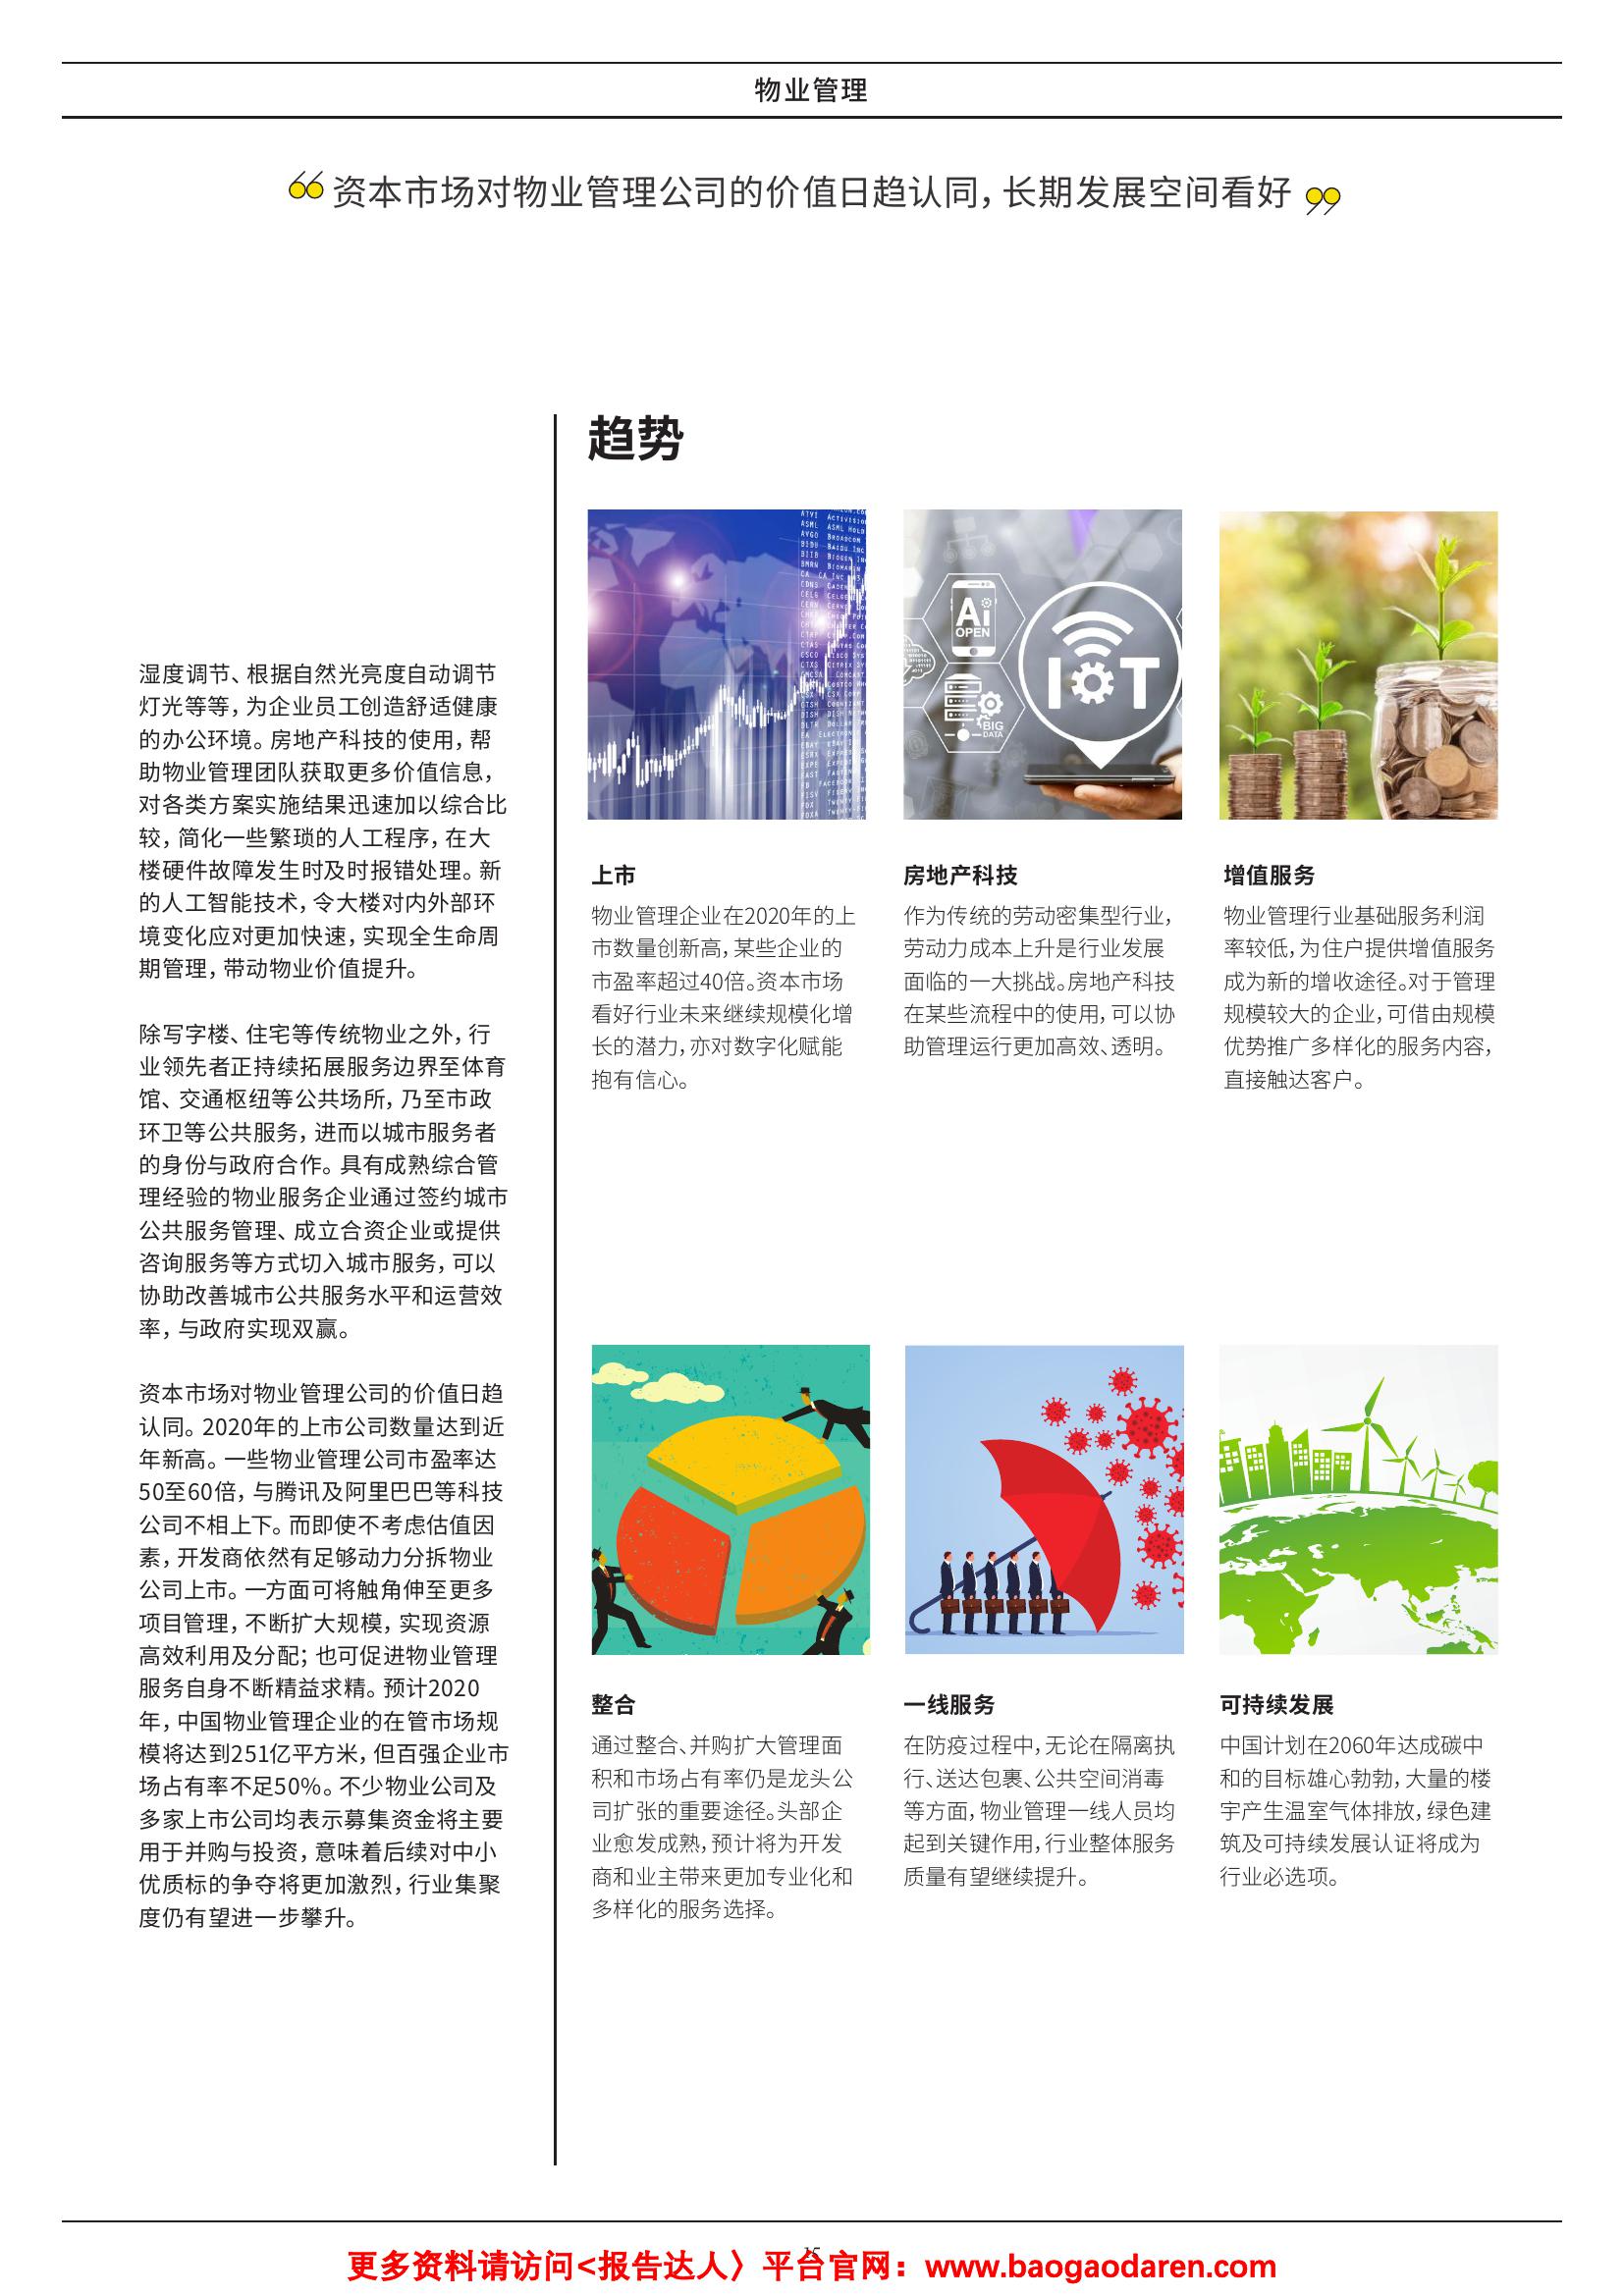 物业管理
资本市场对物业管理公司的价值日趋认同，长期发展空间看好
湿度调节、根据自然光亮度自动调节
灯光等等，为企业员工创造舒适健康
的办公环境。房地产科技的使用，帮
助物业管理团队获取更多价值信息，
对各类方案实施结果迅速加以综合比
较，简化一些繁琐的人工程序，在大
楼硬件故障发生时及时报错处理。新
的人工智能技术，令大楼对内外部环
境变化应对更加快速，实现全生命周
期管理，带动物业价值提升。
除写字楼、住宅等传统物业之外，行
业领先者正持续拓展服务边界至体育
馆、交通枢纽等公共场所，乃至市政
环卫等公共服务，进而以城市服务者
的身份与政府合作。具有成熟综合管
理经验的物业服务企业通过签约城市
公共服务管理、成立合资企业或提供
咨询服务等方式切入城市服务，可以
协助改善城市公共服务水平和运营效
率，与政府实现双赢。
资本市场对物业管理公司的价值日趋
认同。2020年的上市公司数量达到近
年新高。一些物业管理公司市盈率达
50至60倍，与腾讯及阿里巴巴等科技
公司不相上下。而即使不考虑估值因
素，开发商依然有足够动力分拆物业
公司上市。一方面可将触角伸至更多
项目管理，不断扩大规模，实现资源
高效利用及分配；也可促进物业管理
服务自身不断精益求精。预计2020
年，中国物业管理企业的在管市场规
模将达到251亿平方米，但百强企业市
场占有率不足50%。不少物业公司及
多家上市公司均表示募集资金将主要
用于并购与投资，意味着后续对中小
优质标的争夺将更加激烈，行业集聚
度仍有望进一步攀升。
趋势
Ai
OPEN
IoT
BIG
DATA
上市
物业管理企业在2020年的上
市数量创新高，某些企业的
市盈率超过40倍。资本市场
看好行业未来继续规模化增
长的潜力，亦对数字化赋能
抱有信心。
房地产科技
作为传统的劳动密集型行业，
劳动力成本上升是行业发展
面临的一大挑战。房地产科技
在某些流程中的使用，可以协
助管理运行更加高效、透明。
增值服务
物业管理行业基础服务利润
率较低，为住户提供增值服务
成为新的增收途径。对于管理
规模较大的企业，可借由规模
优势推广多样化的服务内容，
直接触达客户。
整合
通过整合、并购扩大管理面
积和市场占有率仍是龙头公
司扩张的重要途径。头部企
业愈发成熟，预计将为开发
商和业主带来更加专业化和
多样化的服务选择。
一线服务
在防疫过程中，无论在隔离执
行、送达包裹、公共空间消毒
等方面，物业管理一线人员均
起到关键作用，行业整体服务
质量有望继续提升。
可持续发展
中国计划在2060年达成碳中
和的目标雄心勃勃，大量的楼
宇产生温室气体排放，绿色建
筑及可持续发展认证将成为
行业必选项。
15
更多资料请访问<报告达人〉平台官网：www.baogaodaren.com